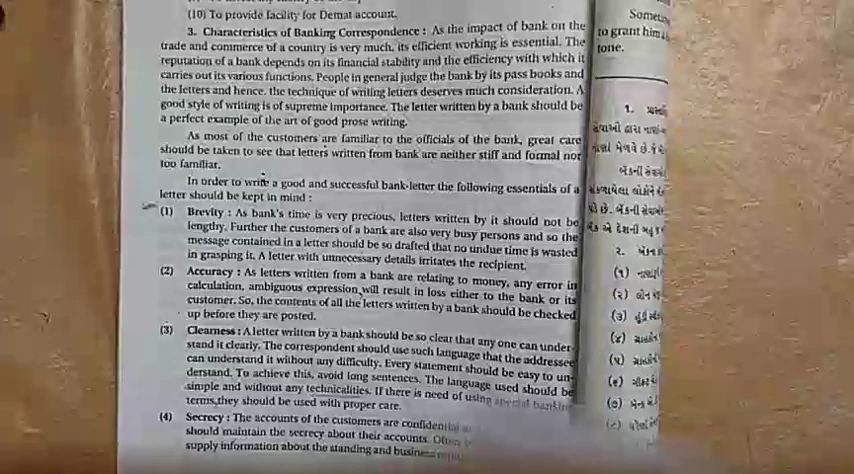 (10) To provide facility for Demat account.
3. Characteristics of Banking Correspondence : As the impact of bank on the
trade and commerce of a country is very much, its efficient working is essential. The
reputation of a bank depends on its financial stability and the efficiency with which it
carries out its various functions. People in general judge the bank by its pass books and
the letters and hence, the technique of writing letters deserves much consideration. A
good style of writing is of supreme importance. The letter written by a bank should be
a perfect example of the art of good prose writing.
As most of the customers are familiar to the officials of the bank, great care
should be taken to see that letters written from bank are neither stiff and formal nor
too familiar.
In order to write a good and successful bank-letter the following essentials of a
letter should be kept in mind :
(1) Brevity : As bank's time is very precious, letters written by it should not be
lengthy. Further the customers of a bank are also very busy persons and so the
message contained in a letter should be so drafted that no undue time is wasted
in grasping it. A letter with unnecessary details irritates the recipient.
(2) Accuracy : As letters written from a bank are relating to money, any error in
calculation, ambiguous expression will result in loss either to the bank or its
customer. So, the contents of all the letters written by a bank should be checked
up before they are posted.
(3) Clearness : A letter written by a bank should be so clear that any one can under-
stand it clearly. The correspondent should use such language that the addressee
can understand it without any difficulty. Every statement should be easy to un-
derstand. To achieve this, avoid long sentences. The language used should be
simple and without any technicalities. If there is need of using special banking
terms,they should be used with proper care.
(4) Secrecy : The accounts of the customers are confidential
should maintain the secrecy about their accounts. Often
supply information about the standing and business
to grant him
tone.
1.
સેવાઓ દ્વારા
મેળવે છે.
બૅંકની
લોકોને
છે. બૅંકની
એ દેશની
૨.
(૧)
(૨) લોન
(૩)
(૪)
(૫)
(૬)
(૭)
(૮)